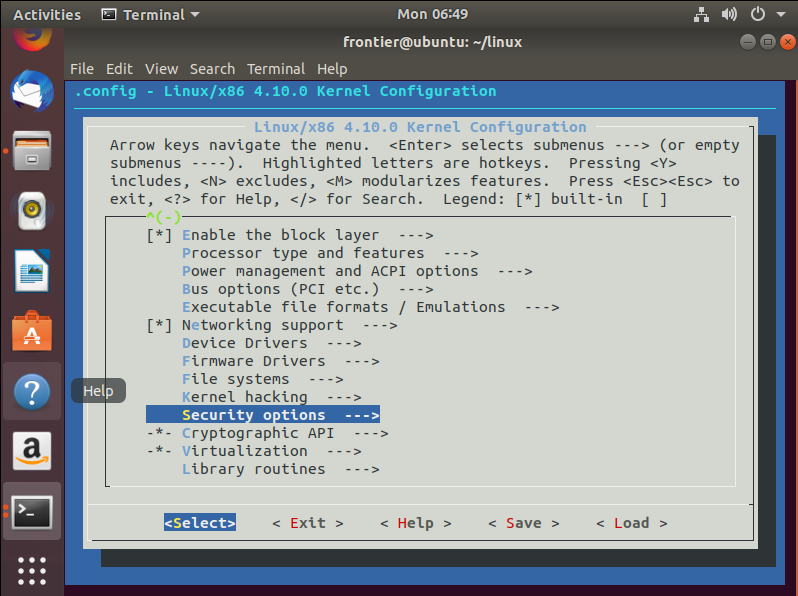 Activities Terminal Mon 06:49
frontier@ubuntu: ~/linux
File Edit View Search Terminal Help
.config - Linux/x86 4.10.0 Kernel Configuration
Linux/x86 4.10.0 Kernel Configuration
Arrow keys navigate the menu.  <Enter> selects submenus ---> (or empty
submenus ----).  Highlighted letters are hotkeys.  Pressing <Y>
includes, <N> excludes, <M> modularizes features.  Press <Esc><Esc> to
exit, <?> for Help, </> for Search.  Legend: [*] built-in  [ ]
^(-)
[*] Enable the block layer  --->
Processor type and features  --->
Power management and ACPI options  --->
Bus options (PCI etc.)  --->
Executable file formats / Emulations  --->
[*] Networking support  --->
Device Drivers  --->
Firmware Drivers  --->
File systems  --->
Help
Kernel hacking  --->
Security options  --->
-*- Cryptographic API  --->
-*- Virtualization  --->
Library routines  --->
<Select>    < Exit >    < Help >    < Save >    < Load >